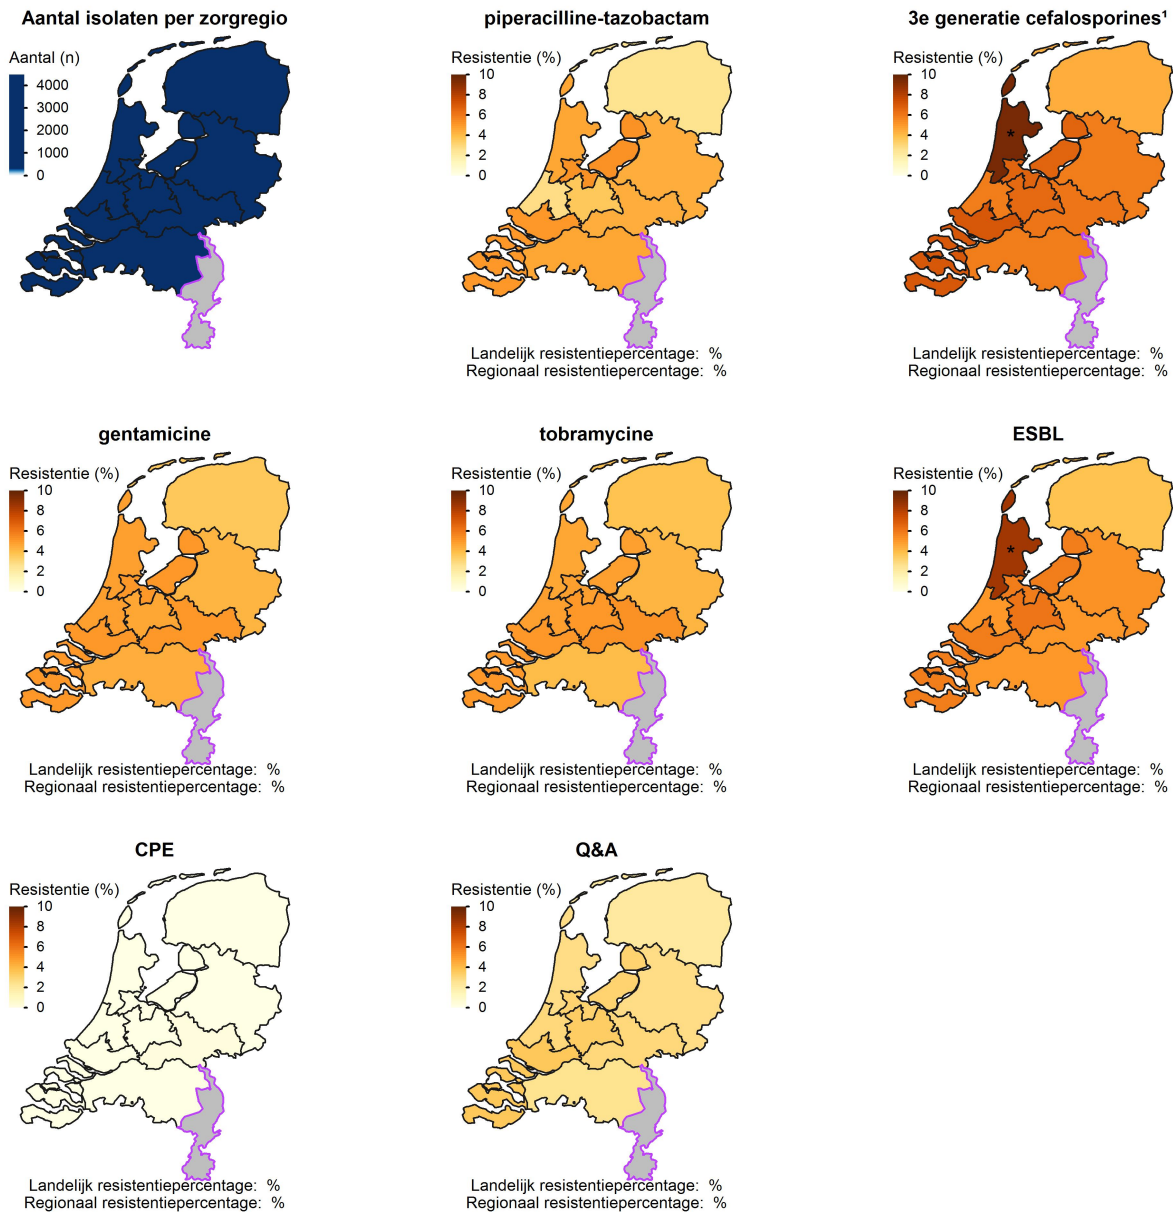 Aantal isolaten per zorgregio
Aantal (n)
4000
3000
2000
1000
0
piperacilline-tazobactam
Resistentie (%)
10
8
6
4
2
0
Landelijk resistentiepercentage: %
Regionaal resistentiepercentage: %
3e generatie cefalosporines¹
Resistentie (%)
10
8
6
4
2
0
*
Landelijk resistentiepercentage: %
Regionaal resistentiepercentage: %
gentamicine
Resistentie (%)
10
8
6
4
2
0
Landelijk resistentiepercentage: %
Regionaal resistentiepercentage: %
tobramycine
Resistentie (%)
10
8
6
4
2
0
Landelijk resistentiepercentage: %
Regionaal resistentiepercentage: %
ESBL
Resistentie (%)
10
8
6
4
2
0
*
Landelijk resistentiepercentage: %
Regionaal resistentiepercentage: %
CPE
Resistentie (%)
10
8
6
4
2
0
Landelijk resistentiepercentage: %
Regionaal resistentiepercentage: %
Q&A
Resistentie (%)
10
8
6
4
2
0
Landelijk resistentiepercentage: %
Regionaal resistentiepercentage: %